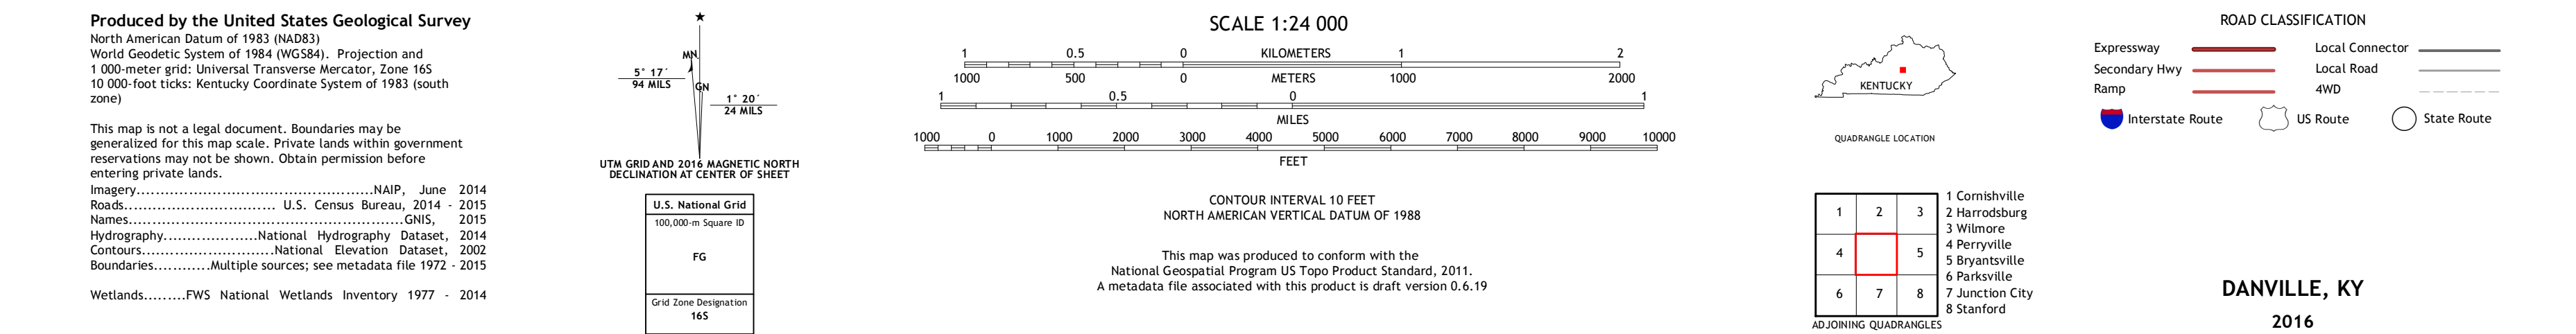 Produced by the United States Geological Survey
North American Datum of 1983 (NAD83)
World Geodetic System of 1984 (WGS84). Projection and
1 000-meter grid: Universal Transverse Mercator, Zone 16S
10 000-foot ticks: Kentucky Coordinate System of 1983 (south
zone)
This map is not a legal document. Boundaries may be
generalized for this map scale. Private lands within government
reservations may not be shown. Obtain permission before
entering private lands.
Imagery..............................................NAIP, June 2014
Roads........................... U.S. Census Bureau, 2014 - 2015
Names.....................................................GNIS, 2015
Hydrography..................National Hydrography Dataset, 2014
Contours.........................National Elevation Dataset, 2002
Boundaries............Multiple sources; see metadata file 1972 - 2015
Wetlands.........FWS National Wetlands Inventory 1977 - 2014
MN
5° 17´
94 MILS
GN
1° 20´
24 MILS
UTM GRID AND 2016 MAGNETIC NORTH
DECLINATION AT CENTER OF SHEET
U.S. National Grid
100,000-m Square ID
FG
Grid Zone Designation
16S
SCALE 1:24 000
1 0.5 0 KILOMETERS 1 2
1000 500 0 METERS 1000 2000
1 0.5 0 1
MILES
1000 0 1000 2000 3000 4000 5000 6000 7000 8000 9000 10000
FEET
CONTOUR INTERVAL 10 FEET
NORTH AMERICAN VERTICAL DATUM OF 1988
This map was produced to conform with the
National Geospatial Program US Topo Product Standard, 2011.
A metadata file associated with this product is draft version 0.6.19
KENTUCKY
QUADRANGLE LOCATION
1 2 3
4 5
6 7 8
1 Cornishville
2 Harrodsburg
3 Wilmore
4 Perryville
5 Bryantsville
6 Parksville
7 Junction City
8 Stanford
ADJOINING QUADRANGLES
ROAD CLASSIFICATION
Expressway Local Connector
Secondary Hwy Local Road
Ramp 4WD
Interstate Route US Route State Route
DANVILLE, KY
2016